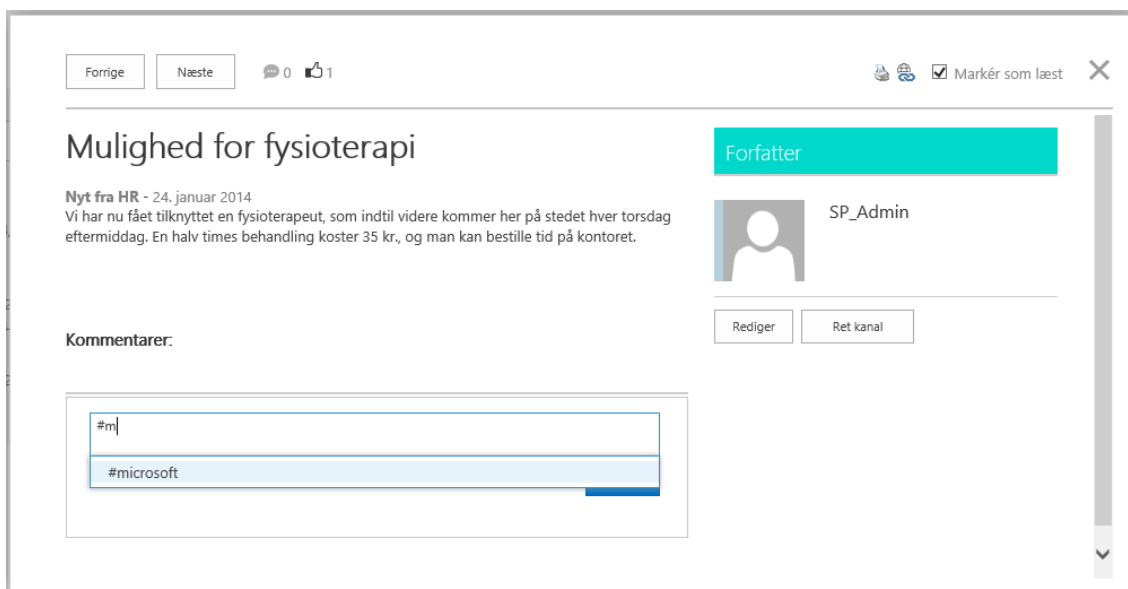 Forrige Næste 0 1 Markér som læst
Mulighed for fysioterapi
Nyt fra HR - 24. januar 2014
Vi har nu fået tilknyttet en fysioterapeut, som indtil videre kommer her på stedet hver torsdag
eftermiddag. En halv times behandling koster 35 kr., og man kan bestille tid på kontoret.
Kommentarer:
#m
#microsoft
Forfatter
SP_Admin
Rediger Ret kanal